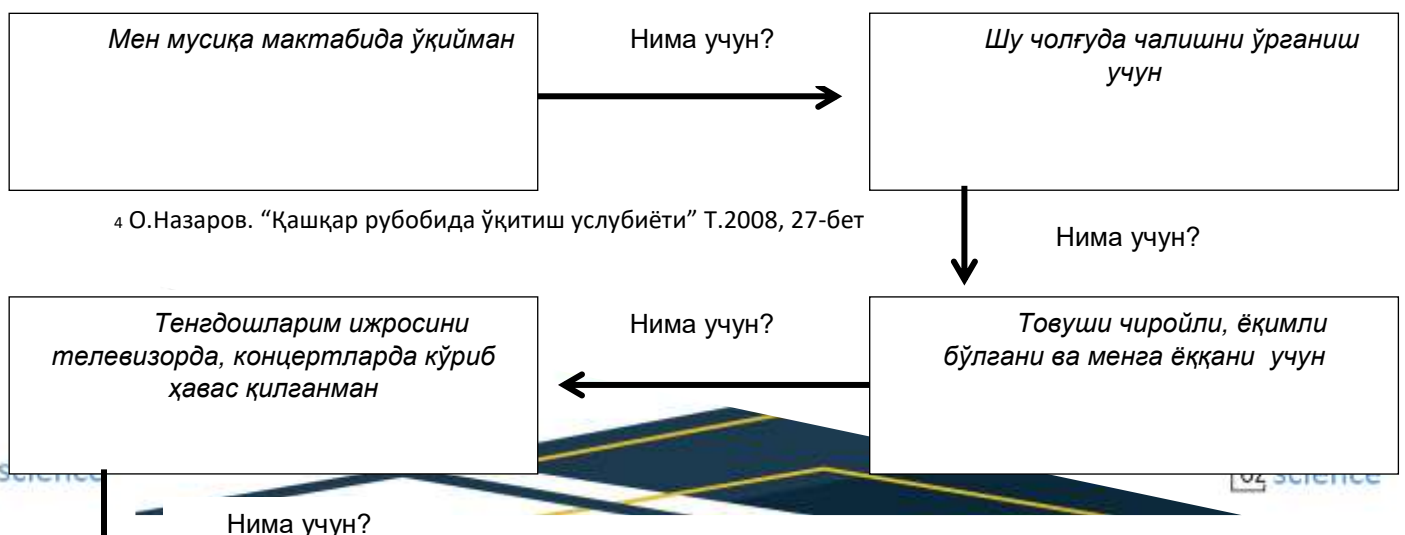 Мен мусиқа мактабида ўқийман
Нима учун?
Шу чолғуда чалишни ўрганиш
учун
4 О.Назаров. “Қашқар рубобида ўқитиш услубиёти” Т.2008, 27-бет
Нима учун?
Товуши чиройли, ёқимли
бўлгани ва менга ёққани учун
Нима учун?
Тенгдошларим ижросини
телевизорда, концертларда кўриб
ҳавас қилганман
science
science
Нима учун?